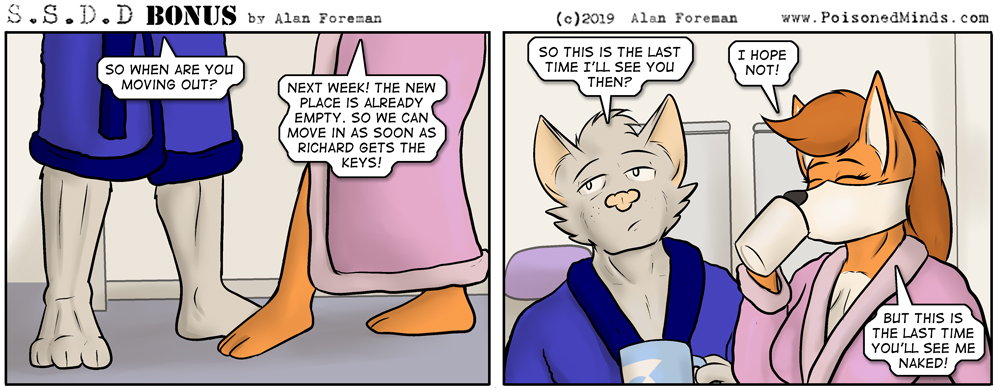 S.S.D.D BONUS by Alan Foreman (c)2019 Alan Foreman www.PoisonedMinds.com
SO WHEN ARE YOU
MOVING OUT?
NEXT WEEK! THE NEW
PLACE IS ALREADY
EMPTY. SO WE CAN
MOVE IN AS SOON AS
RICHARD GETS THE
KEYS!
SO THIS IS THE LAST
TIME I'LL SEE YOU
THEN?
I HOPE
NOT!
BUT THIS IS
THE LAST TIME
YOU'LL SEE ME
NAKED!